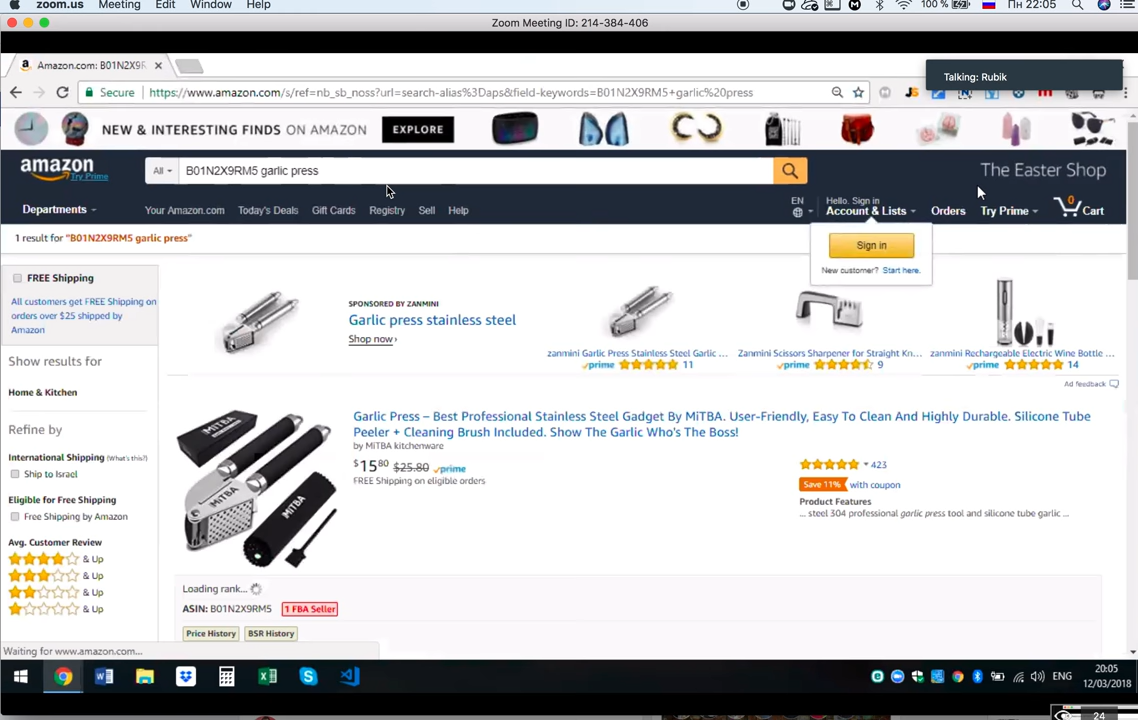 zoom.us Meeting Edit Window Help 100 % Пн 22:05
Zoom Meeting ID: 214-384-406
Amazon.com: B01N2X9R
Talking: Rubik
Secure https://www.amazon.com/s/ref=nb_sb_noss?url=search-alias%3Daps&field-keywords=B01N2X9RM5+garlic%20press
NEW & INTERESTING FINDS ON AMAZON EXPLORE
amazon
Try Prime
All B01N2X9RM5 garlic press
The Easter Shop
Departments Your Amazon.com Today's Deals Gift Cards Registry Sell Help
EN Hello. Sign in
Account & Lists Orders Try Prime 0 Cart
1 result for "B01N2X9RM5 garlic press"
Sign in
New customer? Start here.
FREE Shipping
All customers get FREE Shipping on
orders over $25 shipped by
Amazon
Show results for
Home & Kitchen
Refine by
International Shipping (What's this?)
Ship to Israel
Eligible for Free Shipping
Free Shipping by Amazon
Avg. Customer Review
& Up
& Up
& Up
& Up
SPONSORED BY ZANMINI
Garlic press stainless steel
Shop now ›
zanmini Garlic Press Stainless Steel Garlic ...
prime 11
Zanmini Scissors Sharpener for Straight Kn...
prime 9
zanmini Rechargeable Electric Wine Bottle ...
prime 14
Ad feedback
MiTBA
MiTBA
MiTBA
Garlic Press – Best Professional Stainless Steel Gadget By MiTBA. User-Friendly, Easy To Clean And Highly Durable. Silicone Tube
Peeler + Cleaning Brush Included. Show The Garlic Who's The Boss!
by MiTBA kitchenware
$15 80 $25.80 prime
FREE Shipping on eligible orders
423
Save 11% with coupon
Product Features
... steel 304 professional garlic press tool and silicone tube garlic ...
Loading rank...
ASIN: B01N2X9RM5 1 FBA Seller
Price History BSR History
Waiting for www.amazon.com...
ENG
20:05
12/03/2018
24